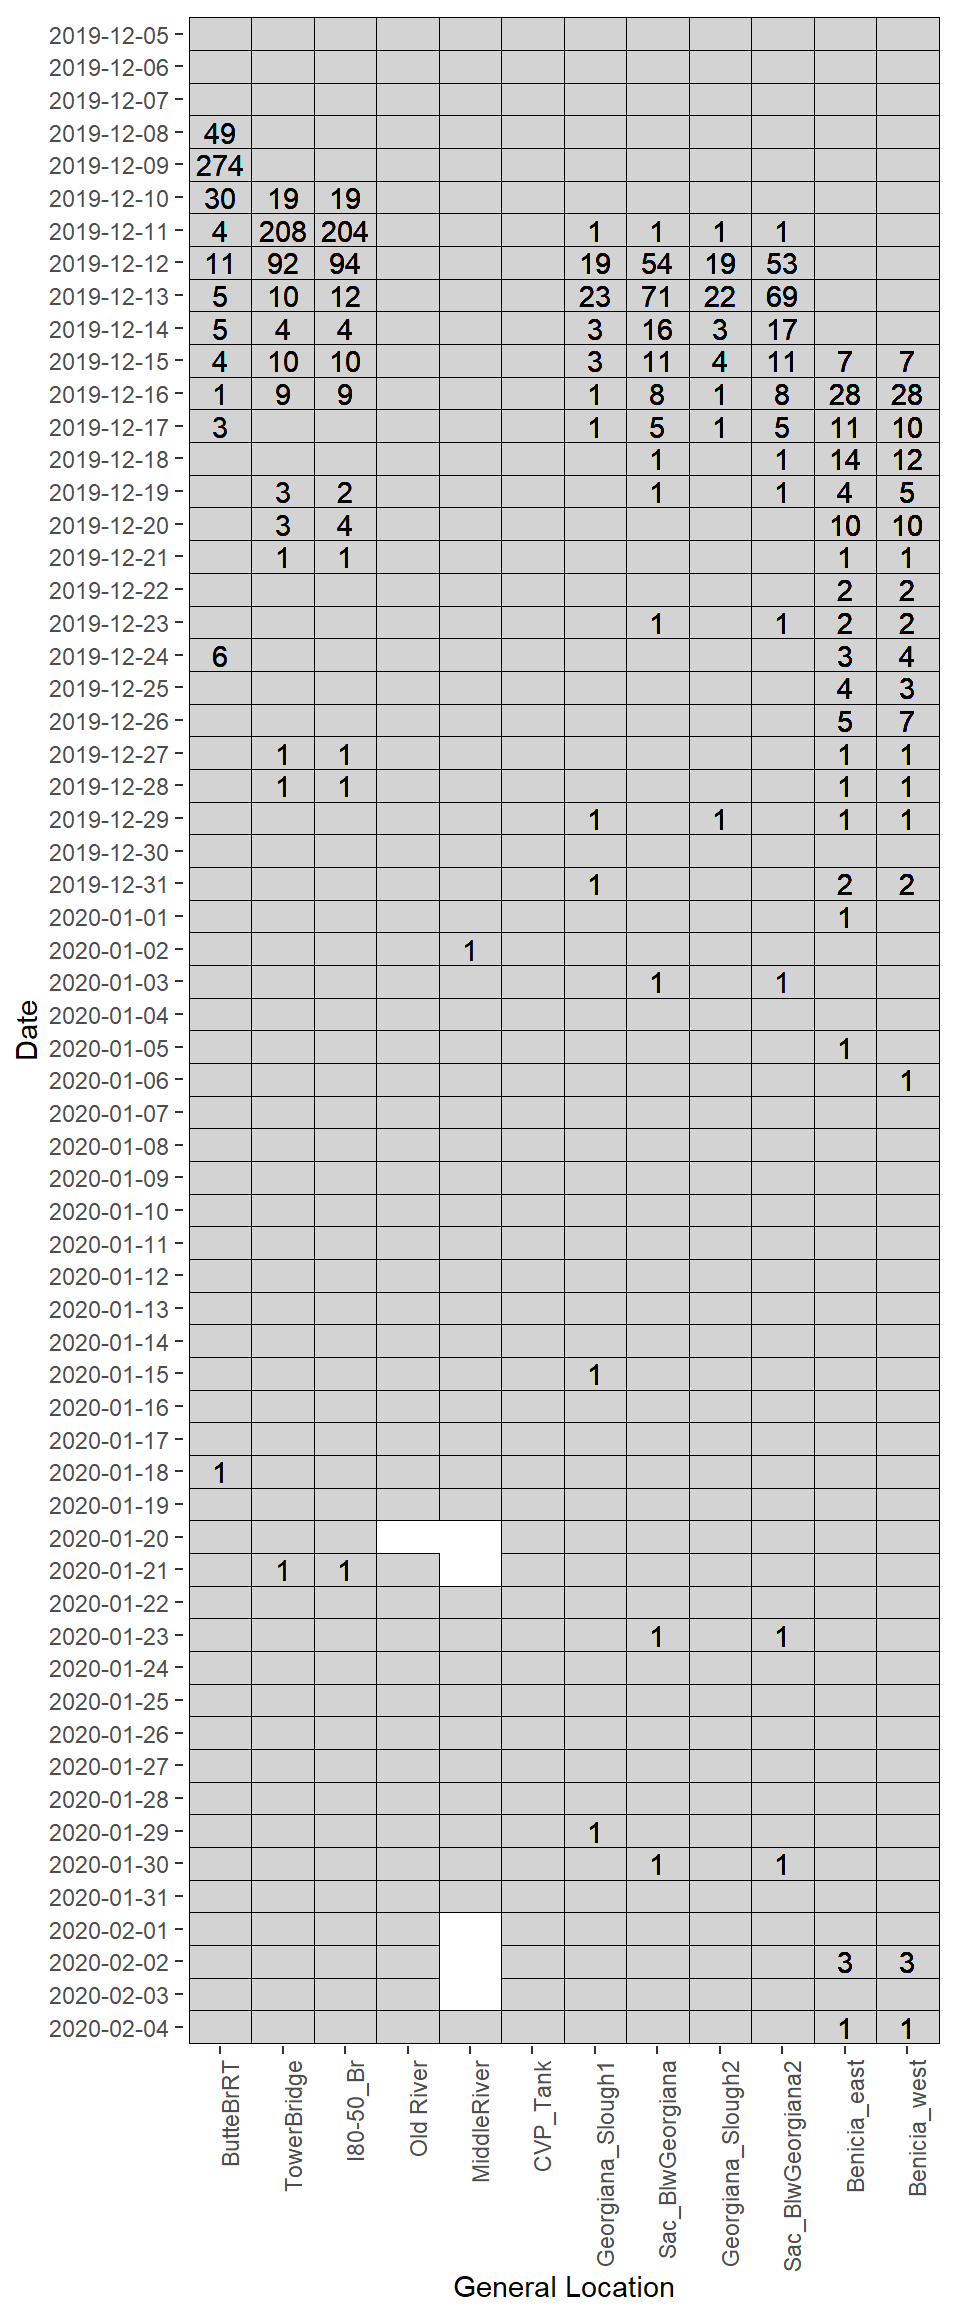 2019-12-05
2019-12-06
2019-12-07
2019-12-08 49
2019-12-09 274
2019-12-10 30 19 19
2019-12-11 4 208 204 1 1 1 1
2019-12-12 11 92 94 19 54 19 53
2019-12-13 5 10 12 23 71 22 69
2019-12-14 5 4 4 3 16 3 17
2019-12-15 4 10 10 3 11 4 11 7 7
2019-12-16 1 9 9 1 8 1 8 28 28
2019-12-17 3 1 5 1 5 11 10
2019-12-18 1 1 14 12
2019-12-19 3 2 1 1 4 5
2019-12-20 3 4 10 10
2019-12-21 1 1 1 1
2019-12-22 2 2
2019-12-23 1 1 2 2
2019-12-24 6 3 4
2019-12-25 4 3
2019-12-26 5 7
2019-12-27 1 1 1 1
2019-12-28 1 1 1 1
2019-12-29 1 1 1 1
2019-12-30
2019-12-31 1 2 2
2020-01-01 1
2020-01-02 1
2020-01-03 1 1
2020-01-04
2020-01-05 1
2020-01-06 1
2020-01-07
2020-01-08
2020-01-09
2020-01-10
2020-01-11
2020-01-12
2020-01-13
2020-01-14
2020-01-15 1
2020-01-16
2020-01-17
2020-01-18 1
2020-01-19
2020-01-20
2020-01-21 1 1
2020-01-22
2020-01-23 1 1
2020-01-24
2020-01-25
2020-01-26
2020-01-27
2020-01-28
2020-01-29 1
2020-01-30 1 1
2020-01-31
2020-02-01
2020-02-02 3 3
2020-02-03
2020-02-04 1 1
Date
ButteBrRT
TowerBridge
I80-50_Br
Old River
MiddleRiver
CVP_Tank
Georgiana_Slough1
Sac_BlwGeorgiana
Georgiana_Slough2
Sac_BlwGeorgiana2
Benicia_east
Benicia_west
General Location